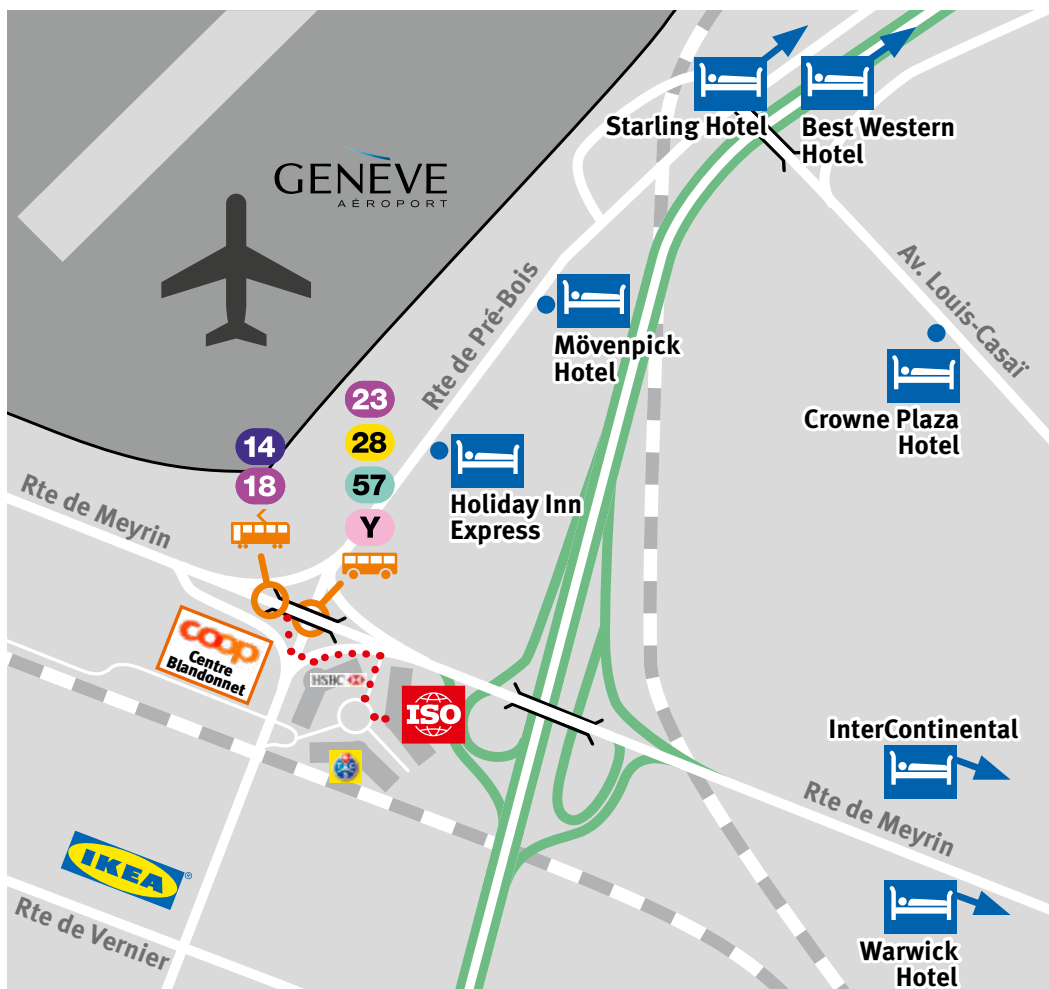 GENÈVE
AÉROPORT
Starling Hotel
Best Western
Hotel
Av. Louis-Casaï
Rte de Pré-Bois
Mövenpick
Hotel
Crowne Plaza
Hotel
23
14
28
18
57
Y
Holiday Inn
Express
Rte de Meyrin
coop
Centre
Blandonnet
HSBC
ISO
TCS
InterContinental
Rte de Meyrin
IKEA®
Rte de Vernier
Warwick
Hotel